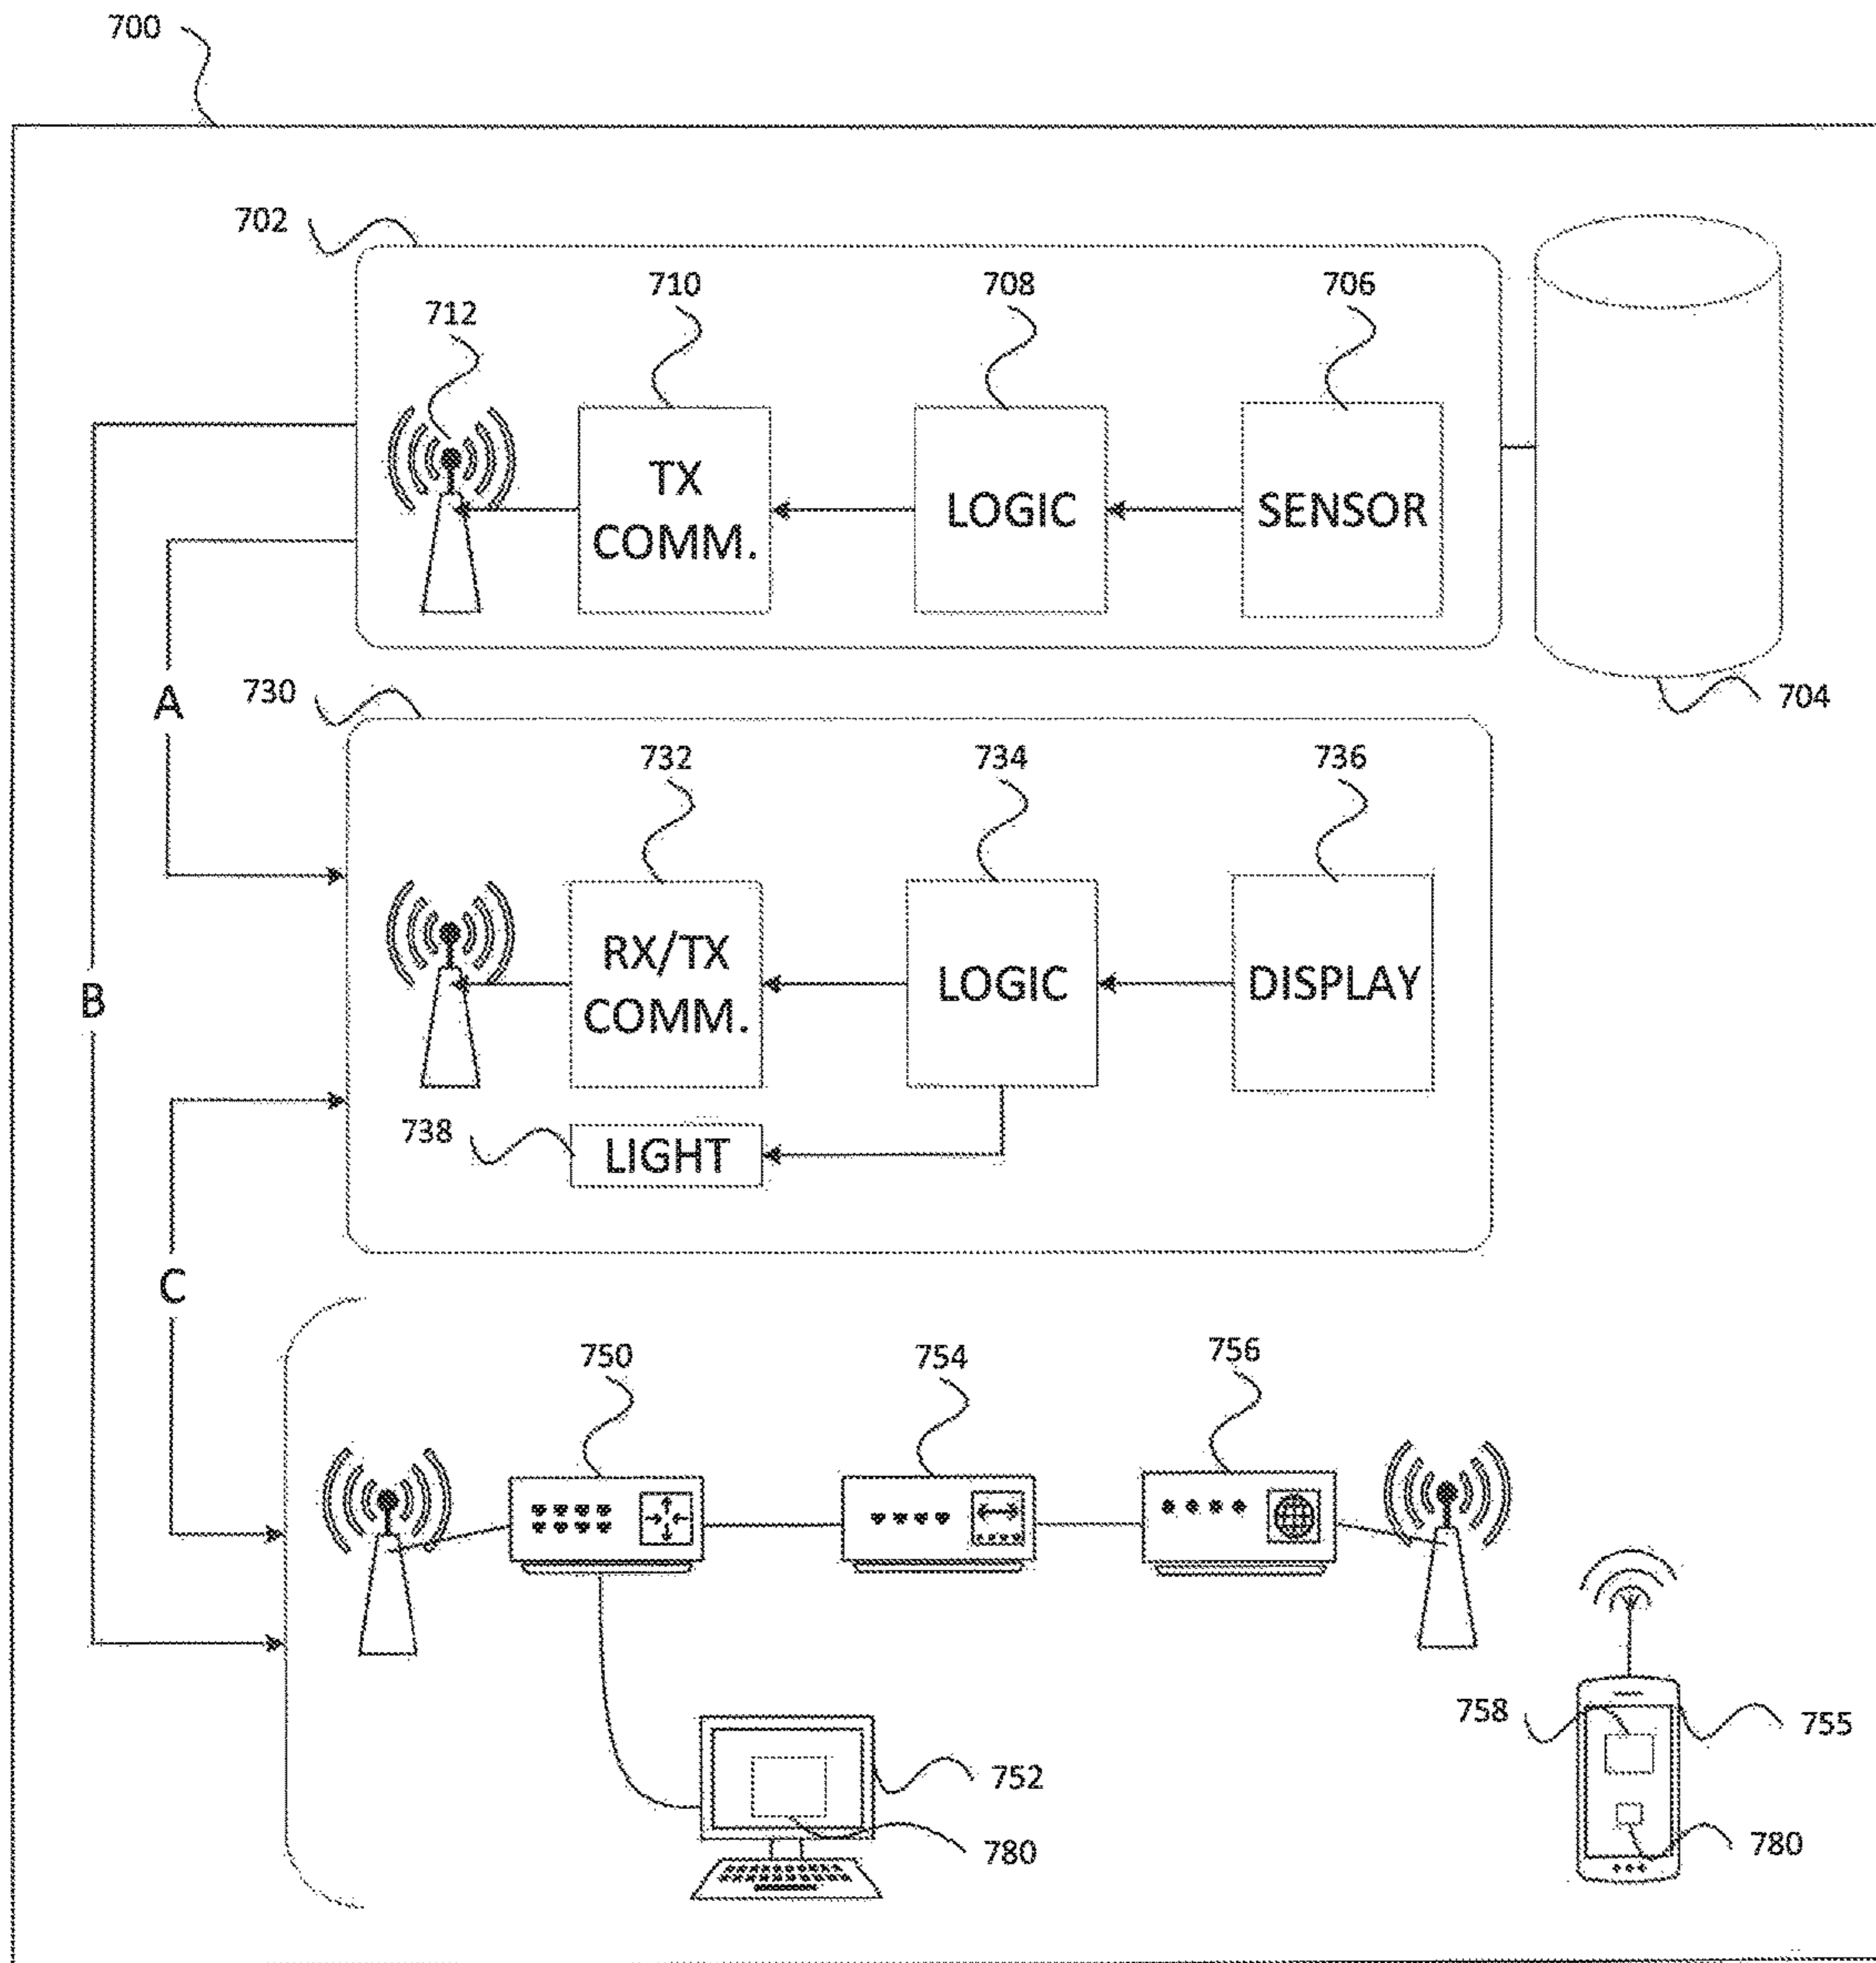 700
702
710
708
706
712
TX
COMM.
LOGIC
SENSOR
A
730
704
732
734
736
B
RX/TX
COMM.
LOGIC
DISPLAY
738
LIGHT
C
750
754
756
758
755
752
780
780